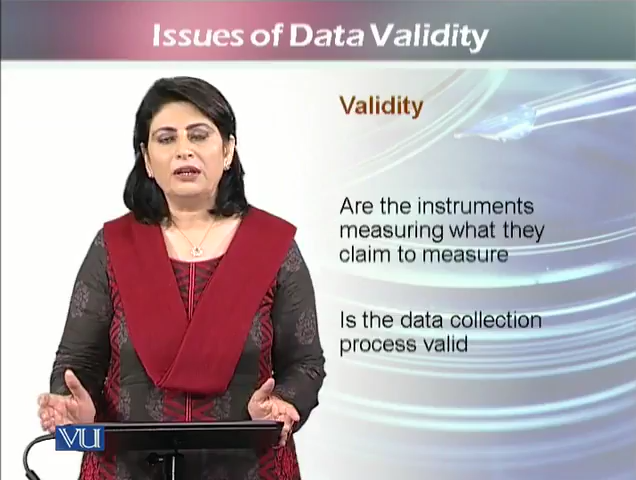 Issues of Data Validity
Validity
Are the instruments
measuring what they
claim to measure
Is the data collection
process valid
VU